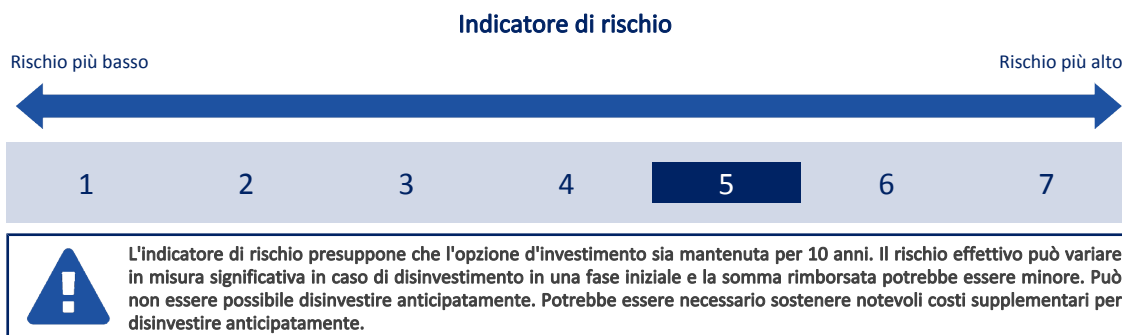 Indicatore di rischio
Rischio più basso Rischio più alto
1 2 3 4 5 6 7
L'indicatore di rischio presuppone che l'opzione d'investimento sia mantenuta per 10 anni. Il rischio effettivo può variare
in misura significativa in caso di disinvestimento in una fase iniziale e la somma rimborsata potrebbe essere minore. Può
non essere possibile disinvestire anticipatamente. Potrebbe essere necessario sostenere notevoli costi supplementari per
disinvestire anticipatamente.